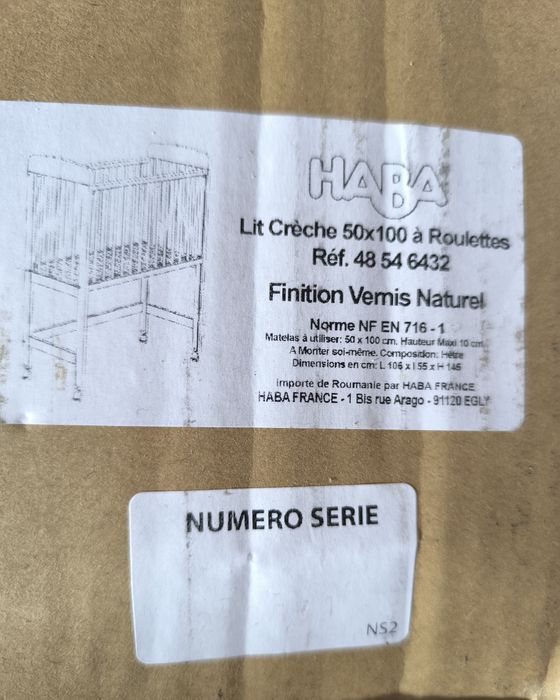 HABA
Lit Crèche 50x100 à Roulettes
Réf. 48 54 6432
Finition Vernis Naturel
Norme NF EN 716 - 1
Matelas à utiliser: 50 x 100 cm. Hauteur Maxi 10 cm.
A Monter soi-même. Composition: Hêtre
Dimensions en cm: L 106 x l 55 x H 146
Importé de Roumanie par HABA FRANCE
HABA FRANCE - 1 Bis rue Arago - 91120 EGLY
NUMERO SERIE
NS2